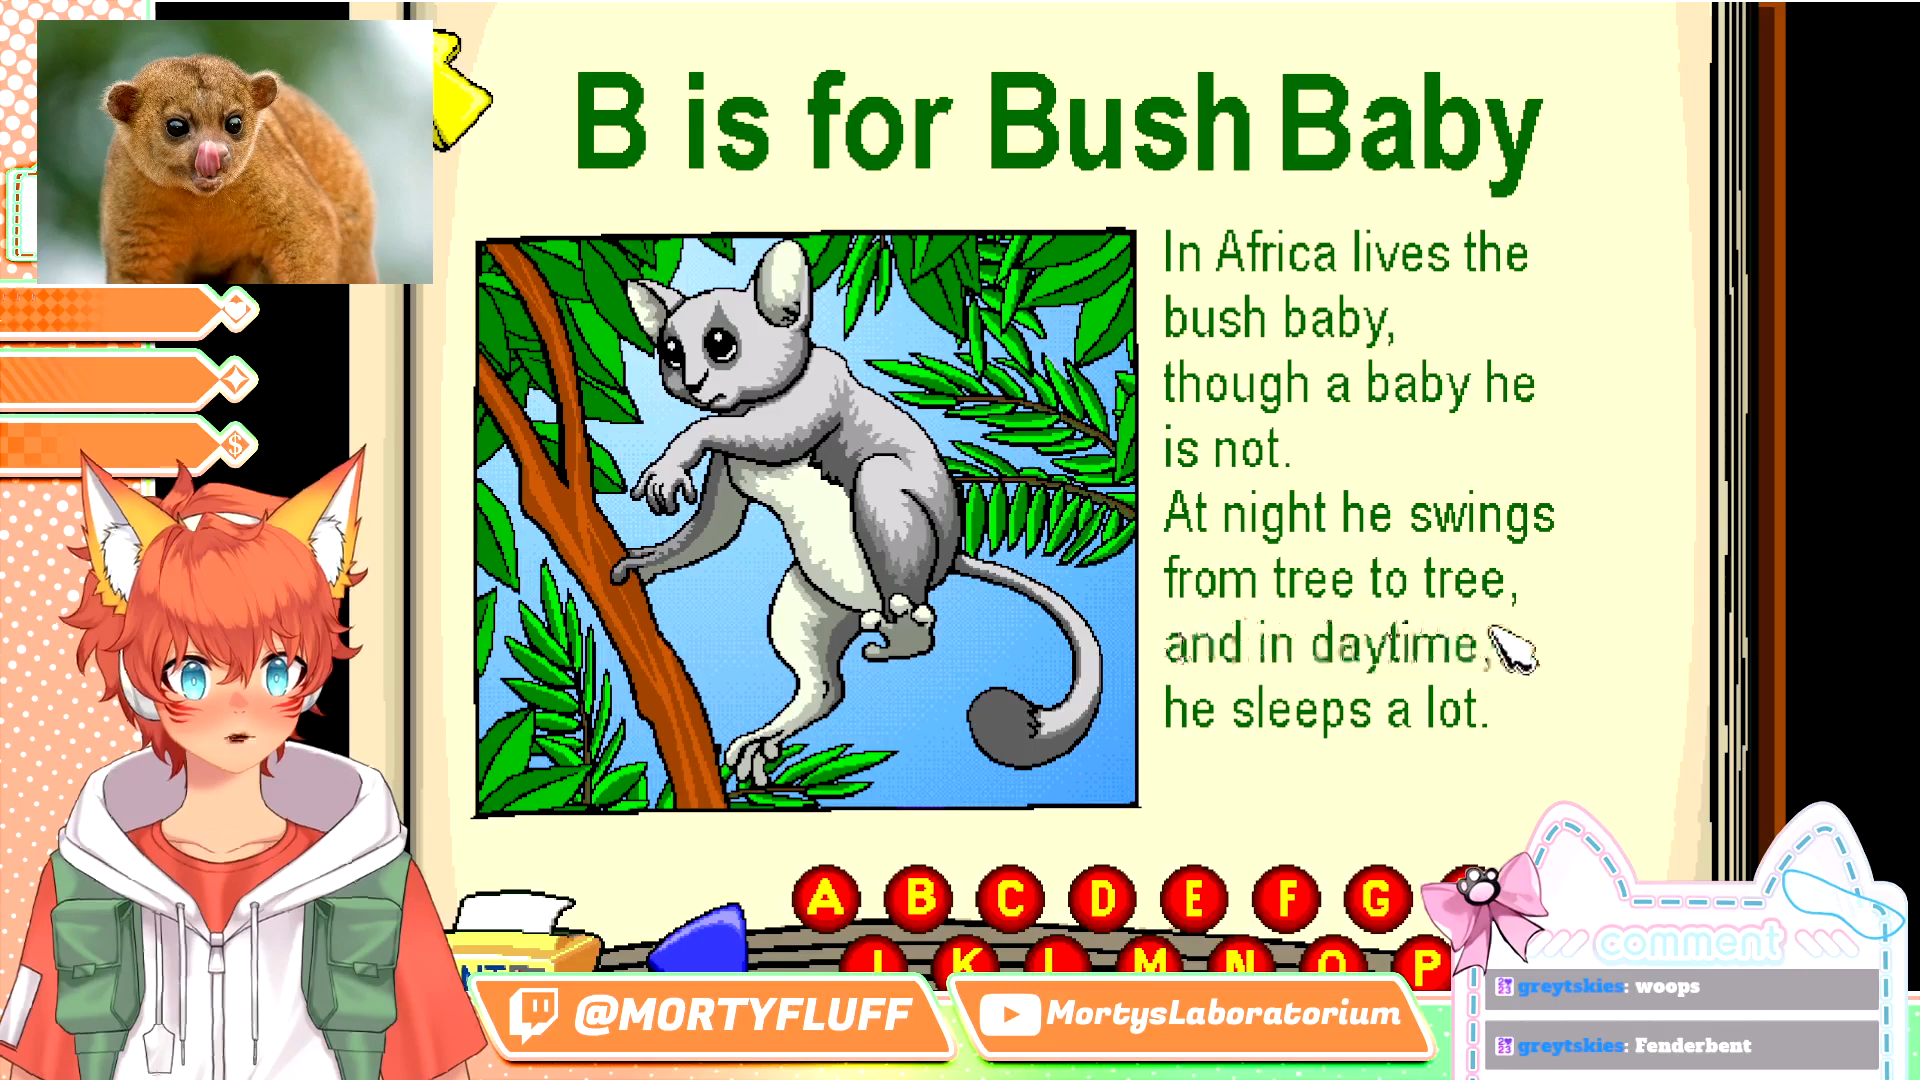 B is for Bush Baby
In Africa lives the
bush baby,
though a baby he
is not.
At night he swings
from tree to tree,
and in daytime,
he sleeps a lot.
A B C D E F G
J K L M N O P
@MORTYFLUFF
MortysLaboratorium
comment
greytskies: woops
greytskies: Fenderbent